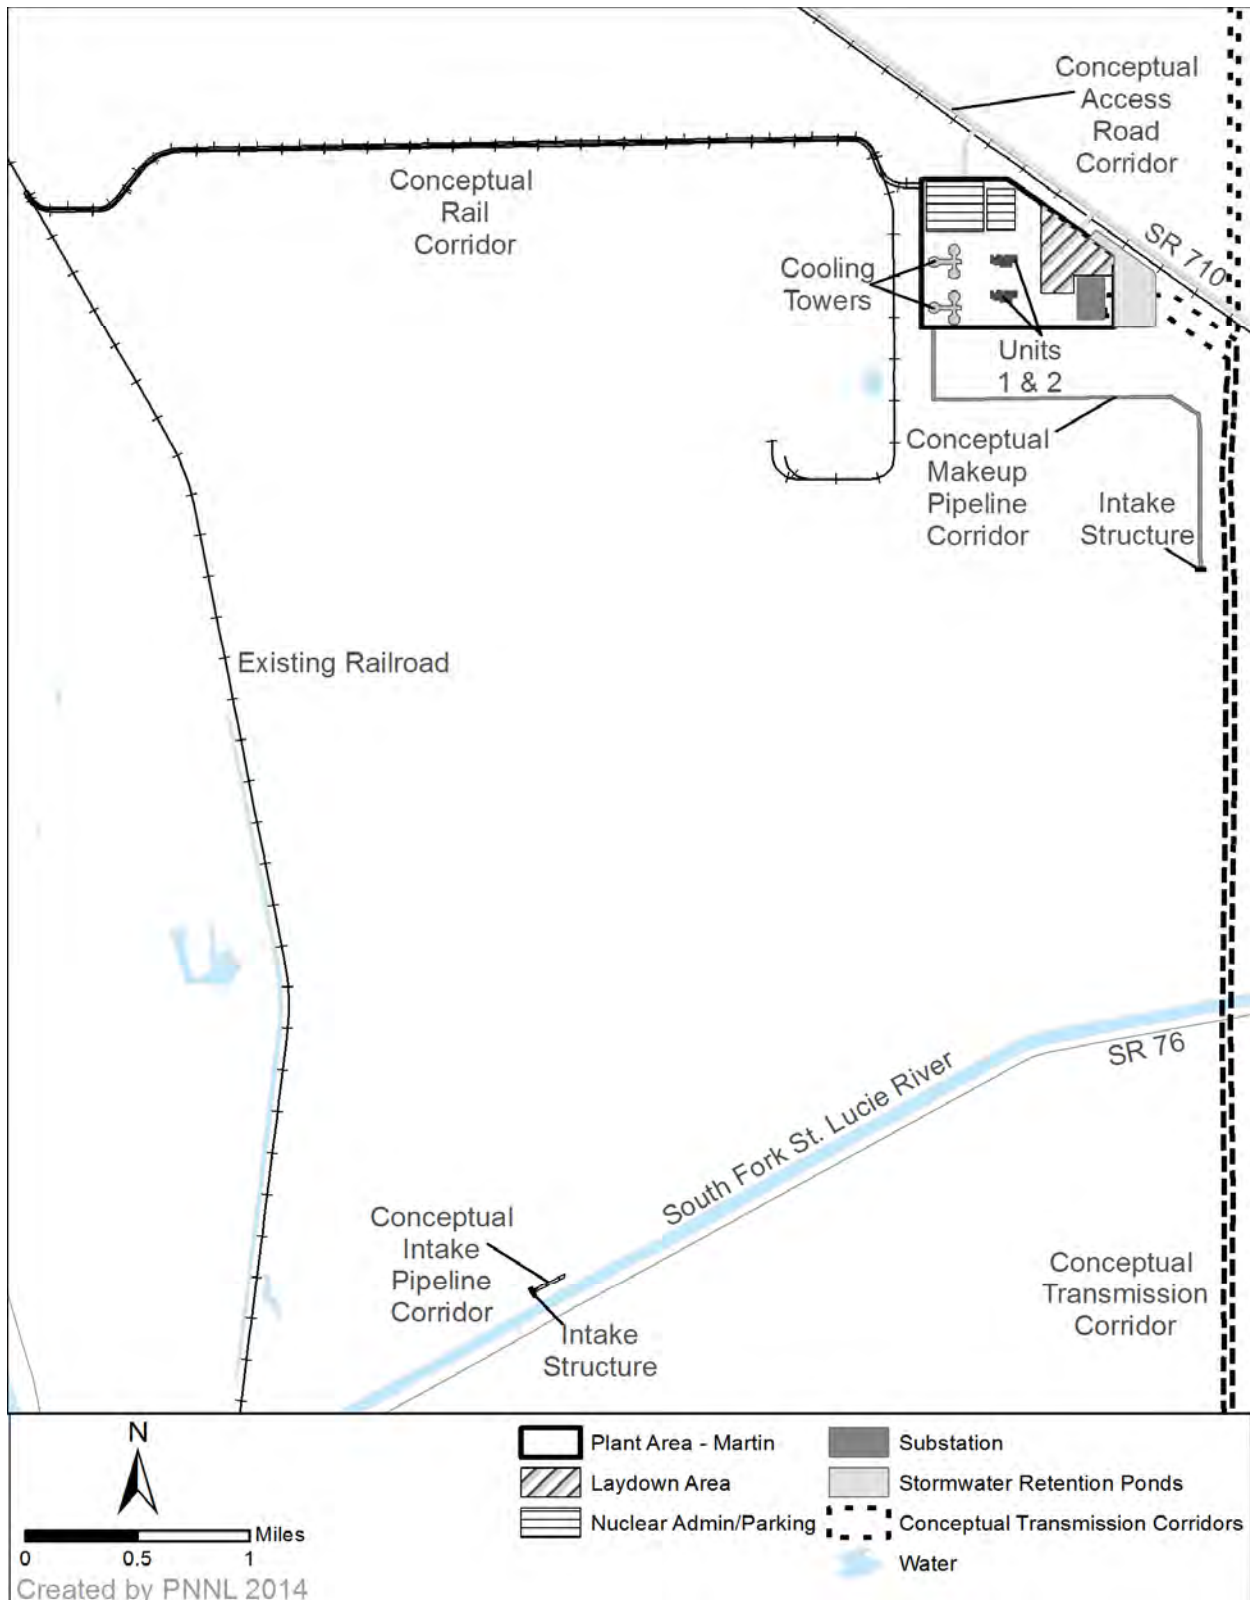 Conceptual
Access
Road
Corridor
Conceptual
Rail
Corridor
SR 710
Cooling
Towers
Units
1 & 2
Conceptual
Makeup
Pipeline
Corridor
Intake
Structure
Existing Railroad
SR 76
South Fork St. Lucie River
Conceptual
Intake
Pipeline
Corridor
Intake
Structure
Conceptual
Transmission
Corridor
N
Miles
0 0.5 1
Created by PNNL 2014
Plant Area - Martin
Laydown Area
Nuclear Admin/Parking
Substation
Stormwater Retention Ponds
Conceptual Transmission Corridors
Water